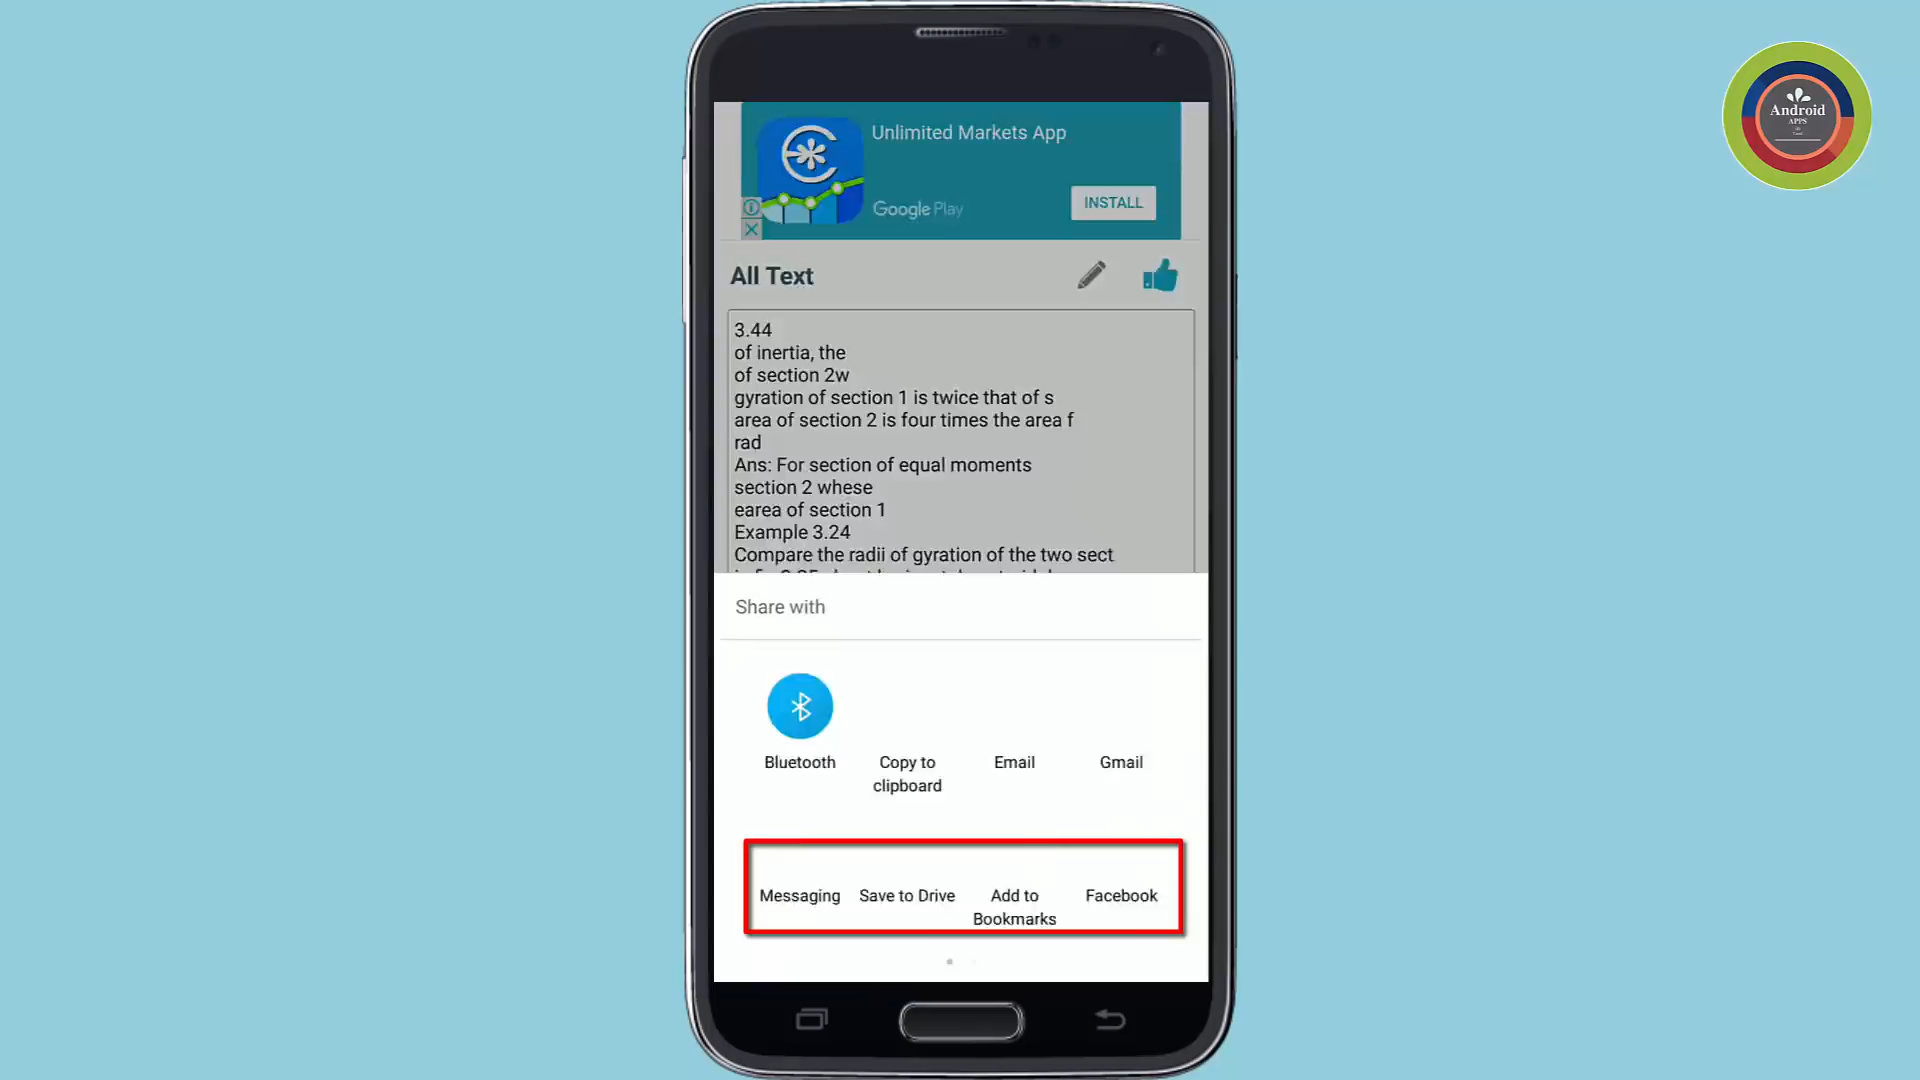 Unlimited Markets App
Google Play
INSTALL
All Text
3.44
of inertia, the
of section 2w
gyration of section 1 is twice that of s
area of section 2 is four times the area f
rad
Ans: For section of equal moments
section 2 whese
earea of section 1
Example 3.24
Compare the radii of gyration of the two sect
Share with
Bluetooth
Copy to
clipboard
Email
Gmail
Messaging
Save to Drive
Add to
Bookmarks
Facebook
Android
APPS